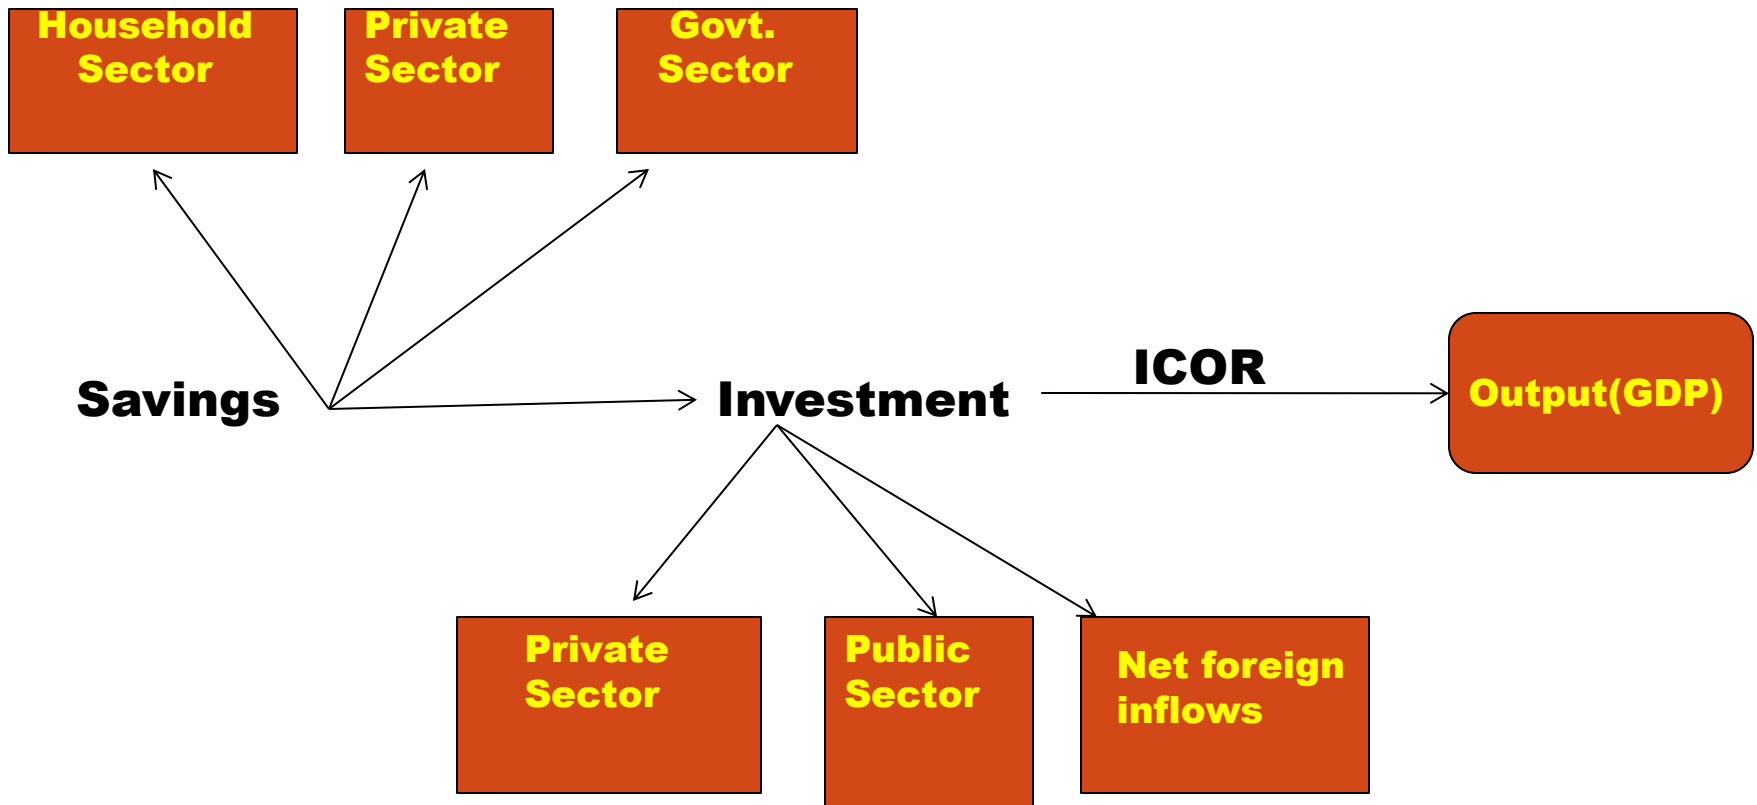 Household
Sector
Private
Sector
Govt.
Sector
Savings
Investment
ICOR
Output(GDP)
Private
Sector
Public
Sector
Net foreign
inflows